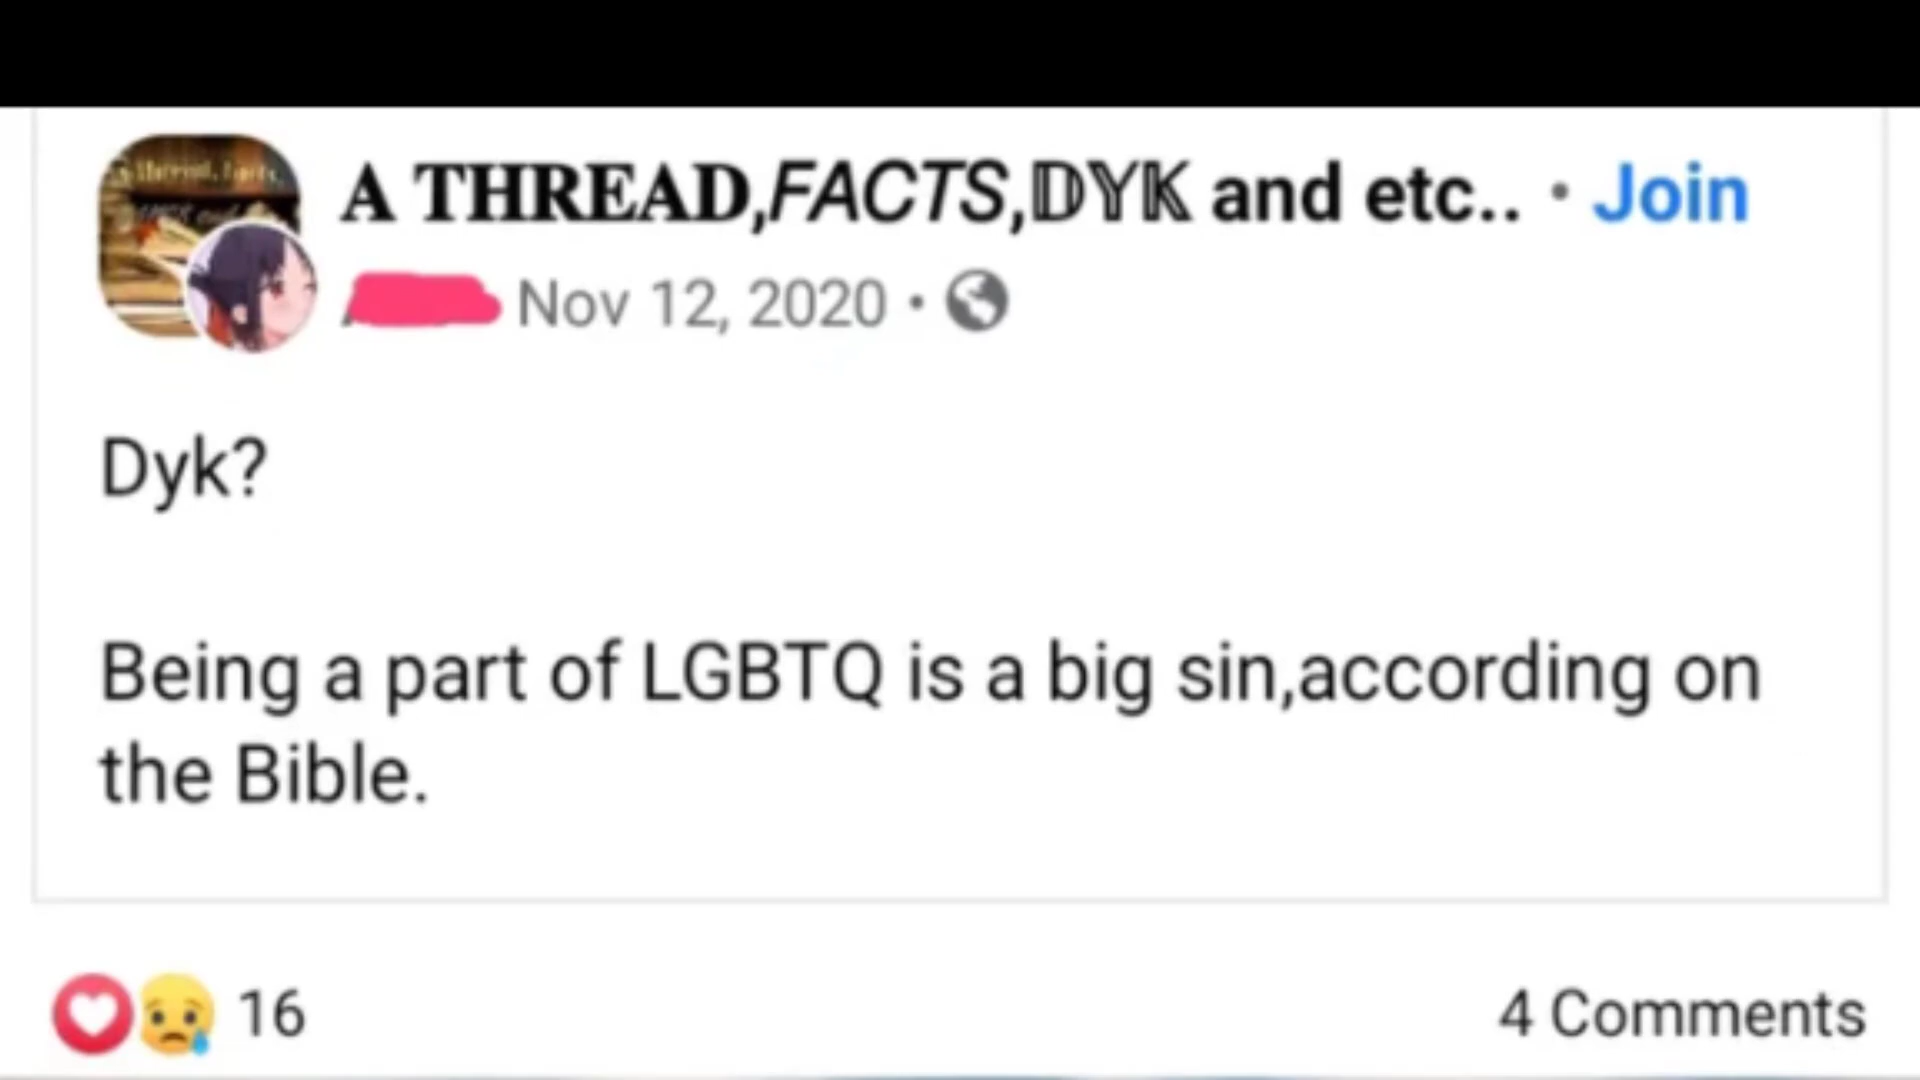 A THREAD,FACTS,DYK and etc.. • Join
Nov 12, 2020 •
Dyk?
Being a part of LGBTQ is a big sin,according on
the Bible.
16
4 Comments